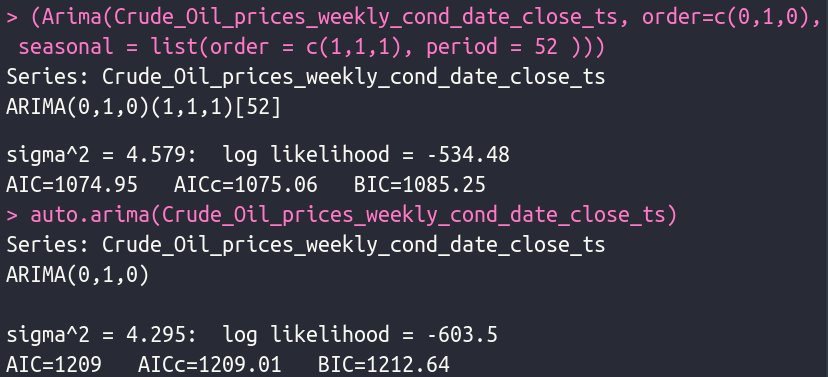 > (Arima(Crude_Oil_prices_weekly_cond_date_close_ts, order=c(0,1,0),
seasonal = list(order = c(1,1,1), period = 52 )))
Series: Crude_Oil_prices_weekly_cond_date_close_ts
ARIMA(0,1,0)(1,1,1)[52]
sigma^2 = 4.579:  log likelihood = -534.48
AIC=1074.95   AICc=1075.06   BIC=1085.25
> auto.arima(Crude_Oil_prices_weekly_cond_date_close_ts)
Series: Crude_Oil_prices_weekly_cond_date_close_ts
ARIMA(0,1,0)
sigma^2 = 4.295:  log likelihood = -603.5
AIC=1209   AICc=1209.01   BIC=1212.64